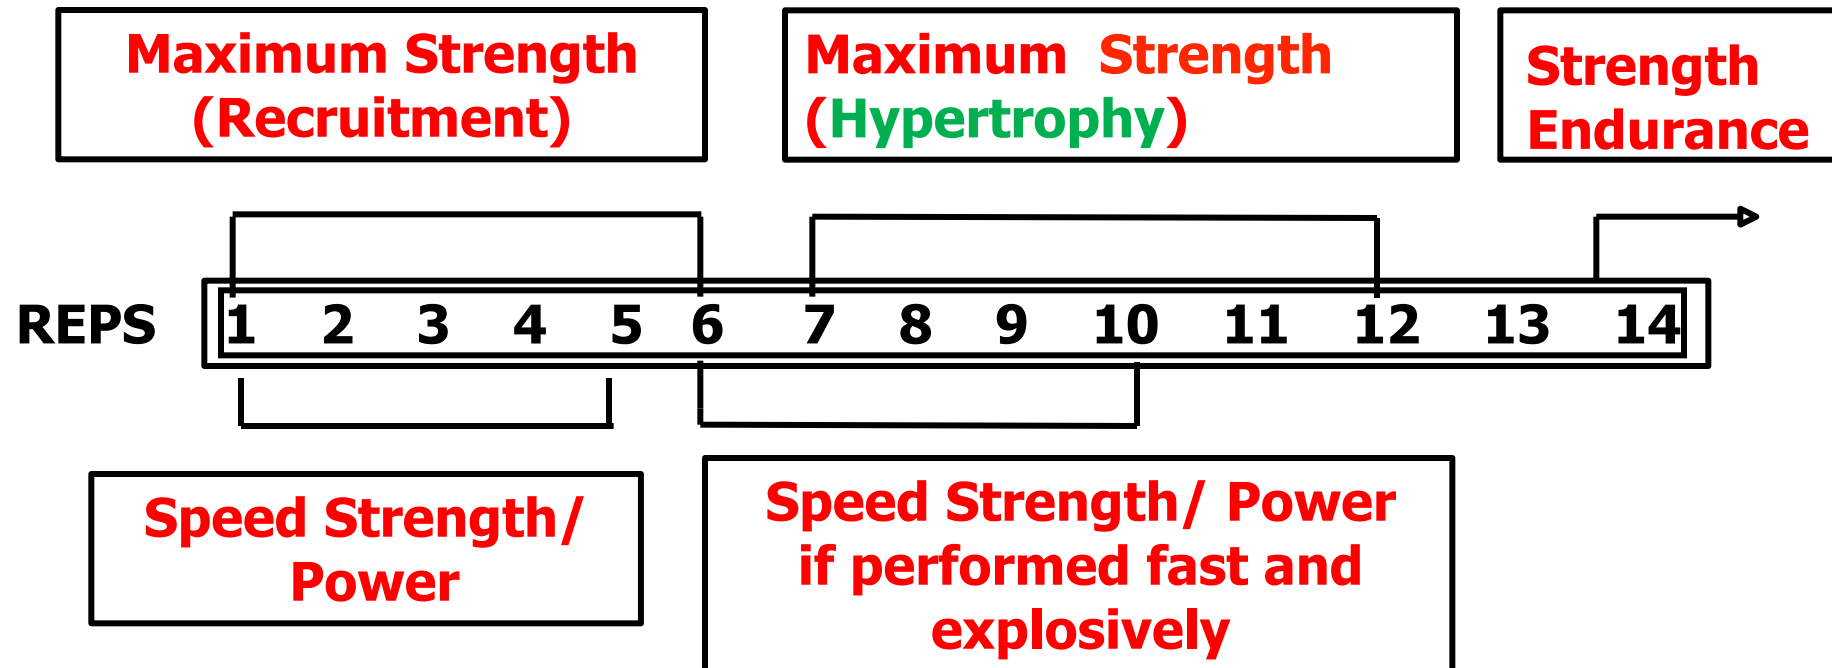 Maximum Strength
(Recruitment)
Maximum Strength
(Hypertrophy)
Strength
Endurance
REPS 1 2 3 4 5 6 7 8 9 10 11 12 13 14
Speed Strength/
Power
Speed Strength/ Power
if performed fast and
explosively